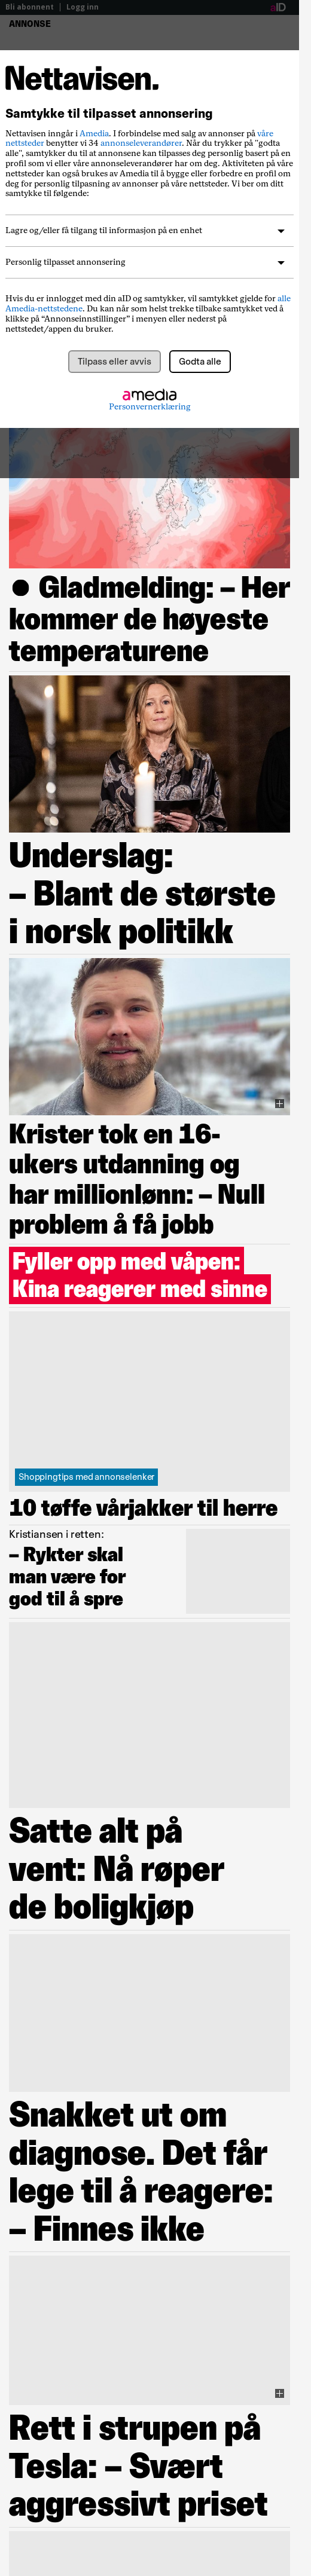 Bli abonnent | Logg inn
aID
ANNONSE
Nettavisen.
Samtykke til tilpasset annonsering
Nettavisen inngår i Amedia. I forbindelse med salg av annonser på våre
nettsteder benytter vi 34 annonseleverandører. Når du trykker på "godta
alle", samtykker du til at annonsene kan tilpasses deg personlig basert på en
profil som vi eller våre annonseleverandører har om deg. Aktiviteten på våre
nettsteder kan også brukes av Amedia til å bygge eller forbedre en profil om
deg for personlig tilpasning av annonser på våre nettsteder. Vi ber om ditt
samtykke til følgende:
Lagre og/eller få tilgang til informasjon på en enhet
Personlig tilpasset annonsering
Hvis du er innlogget med din aID og samtykker, vil samtykket gjelde for alle
Amedia-nettstedene. Du kan når som helst trekke tilbake samtykket ved å
klikke på “Annonseinnstillinger” i menyen eller nederst på
nettstedet/appen du bruker.
Tilpass eller avvis
Godta alle
amedia
Personvernerklæring
● Gladmelding: – Her
kommer de høyeste
temperaturene
Underslag:
– Blant de største
i norsk politikk
Krister tok en 16-
ukers utdanning og
har millionlønn: – Null
problem å få jobb
Fyller opp med våpen:
Kina reagerer med sinne
Shoppingtips med annonselenker
10 tøffe vårjakker til herre
Kristiansen i retten:
– Rykter skal
man være for
god til å spre
Satte alt på
vent: Nå røper
de boligkjøp
Snakket ut om
diagnose. Det får
lege til å reagere:
– Finnes ikke
Rett i strupen på
Tesla: – Svært
aggressivt priset